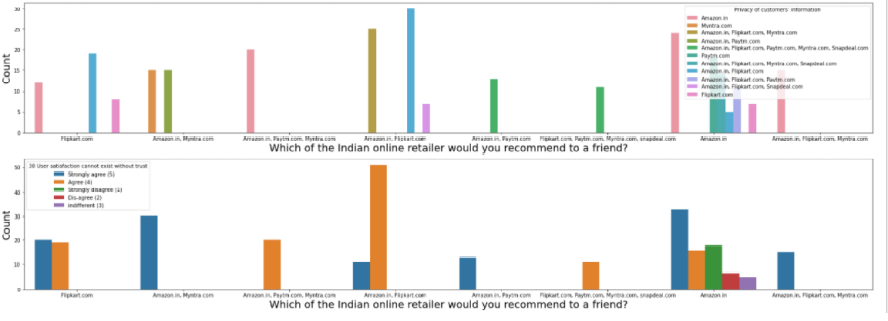 Privacy of customers' information
Amazon.in
Myntra.com
Amazon.in, Flipkart.com, Myntra.com
Amazon.in, Paytm.com
Amazon.in, Flipkart.com, Paytm.com, Myntra.com, Snapdeal.com
Paytm.com
Amazon.in, Flipkart.com, Myntra.com, Snapdeal.com
Amazon.in, Flipkart.com
Amazon.in, Flipkart.com, Paytm.com
Amazon.in, Flipkart.com, Snapdeal.com
Flipkart.com
Count
30
25
20
15
10
5
0
Flipkart.com Amazon.in, Myntra.com Amazon.in, Paytm.com, Myntra.com Amazon.in, Flipkart.com Amazon.in, Paytm.com Flipkart.com, Paytm.com, Myntra.com, snapdeal.com Amazon.in Amazon.in, Flipkart.com, Myntra.com
Which of the Indian online retailer would you recommend to a friend?
User satisfaction cannot exist without trust
Strongly agree (5)
Agree (4)
Strongly disagree (1)
Dis-agree (2)
indifferent (3)
Count
50
40
30
20
10
0
Flipkart.com Amazon.in, Myntra.com Amazon.in, Paytm.com, Myntra.com Amazon.in, Flipkart.com Amazon.in, Paytm.com Flipkart.com, Paytm.com, Myntra.com, snapdeal.com Amazon.in Amazon.in, Flipkart.com, Myntra.com
Which of the Indian online retailer would you recommend to a friend?